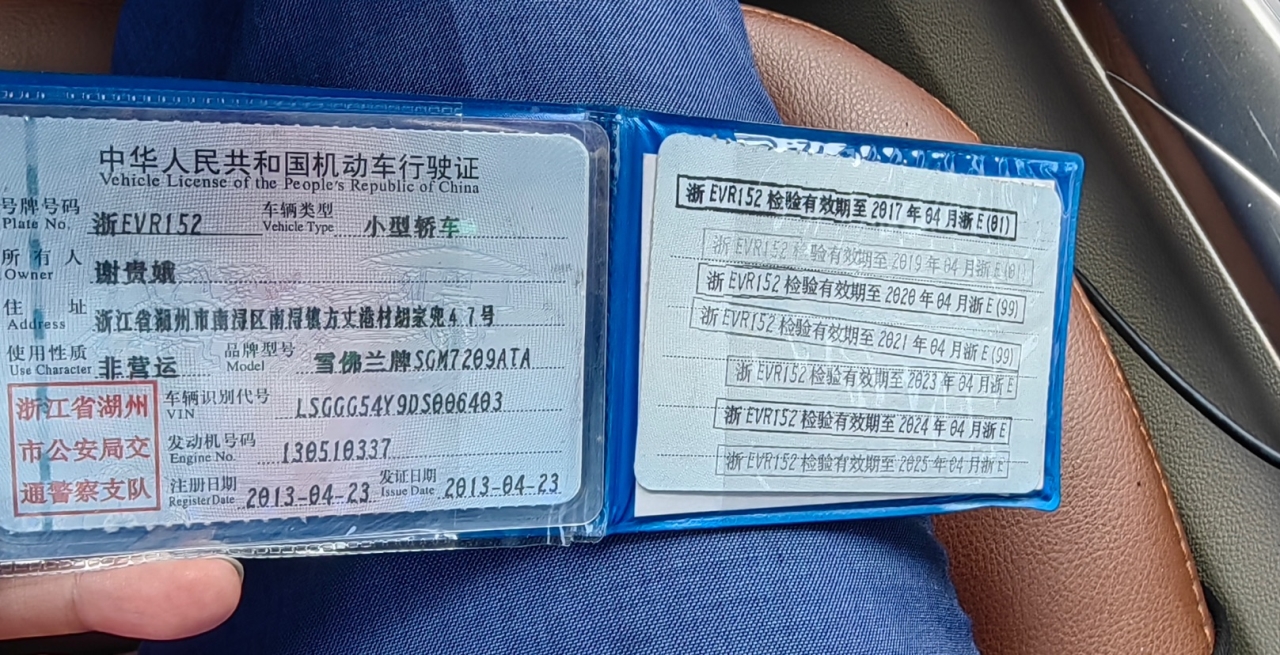 中华人民共和国机动车行驶证
Vehicle License of the People's Republic of China
号牌号码 浙EVR152 车辆类型 小型轿车
Plate No. Vehicle Type
所有人 谢贵娥
Owner
住址 浙江省湖州市南浔区南浔镇方丈港村胡家兜47号
Address
使用性质 非营运 品牌型号 雪佛兰牌SGM7209ATA
Use Character Model
浙江省湖州
市公安局交
通警察支队
车辆识别代号 LSGGG54Y9DS006403
VIN
发动机号码 130510337
Engine No.
注册日期 2013-04-23 发证日期 2013-04-23
Register Date Issue Date
浙EVR152检验有效期至2017年04月浙E(01)
浙EVR152检验有效期至2019年04月浙E(01)
浙EVR152检验有效期至2020年04月浙E(99)
浙EVR152检验有效期至2021年04月浙E(99)
浙EVR152检验有效期至2023年04月浙E
浙EVR152检验有效期至2024年04月浙E
浙EVR152检验有效期至2025年04月浙E